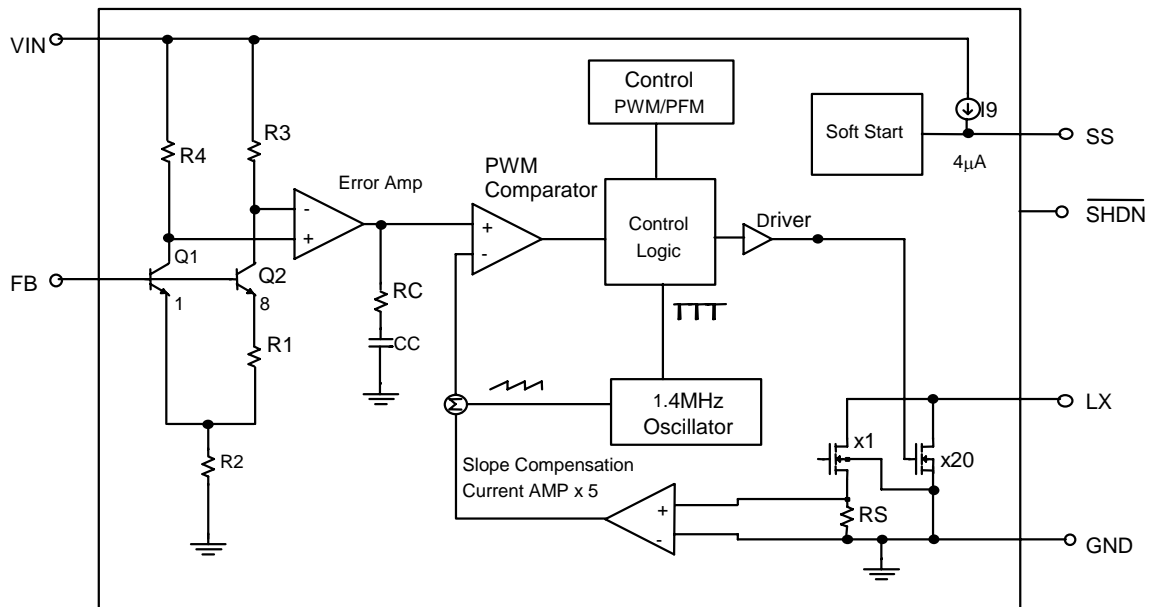 VIN
Control
PWM/PFM
I9
Soft Start
SS
4μA
R3
R4
Error Amp
PWM
Comparator
Control
Logic
Driver
SHDN
-
+
+
-
Q1
Q2
FB
1
8
RC
CC
R1
1.4MHz
Oscillator
Σ
LX
x1
x20
R2
Slope Compensation
Current AMP x 5
+
-
RS
GND